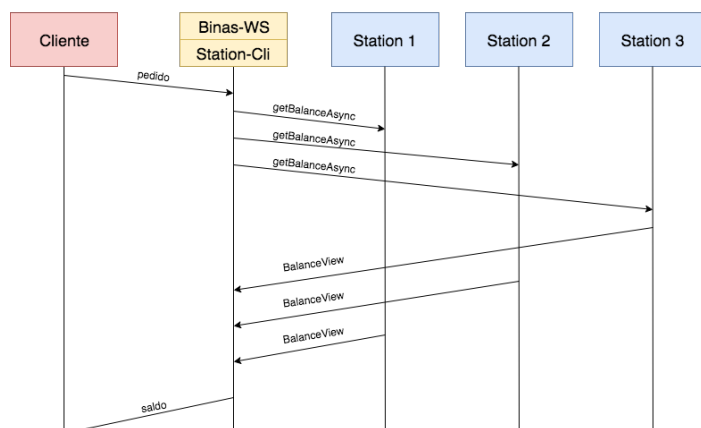 Cliente
Binas-WS
Station-Cli
Station 1
Station 2
Station 3
pedido
getBalanceAsync
getBalanceAsync
getBalanceAsync
BalanceView
BalanceView
BalanceView
saldo